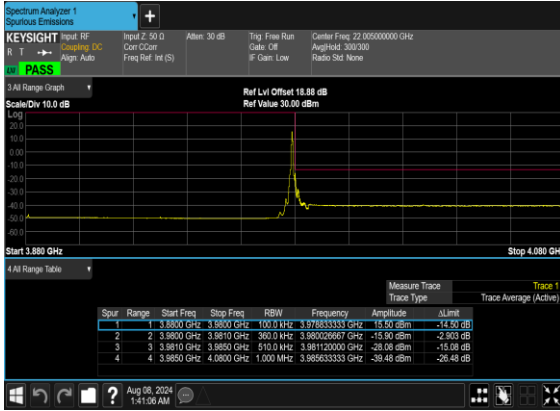 Spectrum Analyzer 1
Spurious Emissions
+
KEYSIGHT Input: RF Input Z: 50 Ω Atten: 30 dB Trig: Free Run Center Freq: 22.005000000 GHz
R T Coupling: DC Corr CCorr Gate: Off Avg|Hold: 300/300
Align: Auto Freq Ref: Int (S) IF Gain: Low Radio Std: None
PASS
3 All Range Graph
Ref Lvl Offset 18.88 dB
Scale/Div 10.0 dB Ref Value 30.00 dBm
Log
20.0
10.0
0.00
-10.0
-20.0
-30.0
-40.0
-50.0
-60.0
Start 3.880 GHz Stop 4.080 GH
4 All Range Table
Measure Trace Trace 1
Trace Type Trace Average (Active)
Spur Range Start Freq Stop Freq RBW Frequency Amplitude ΔLimit
1 1 3.8800 GHz 3.9800 GHz 100.0 kHz 3.978833333 GHz 15.50 dBm -14.50 dB
2 2 3.9800 GHz 3.9810 GHz 360.0 kHz 3.980026667 GHz -15.90 dBm -2.903 dB
3 3 3.9810 GHz 3.9850 GHz 510.0 kHz 3.981120000 GHz -28.08 dBm -15.08 dB
4 4 3.9850 GHz 4.0800 GHz 1.000 MHz 3.985633333 GHz -39.48 dBm -26.48 dB
? Aug 08, 2024
1:41:06 AM